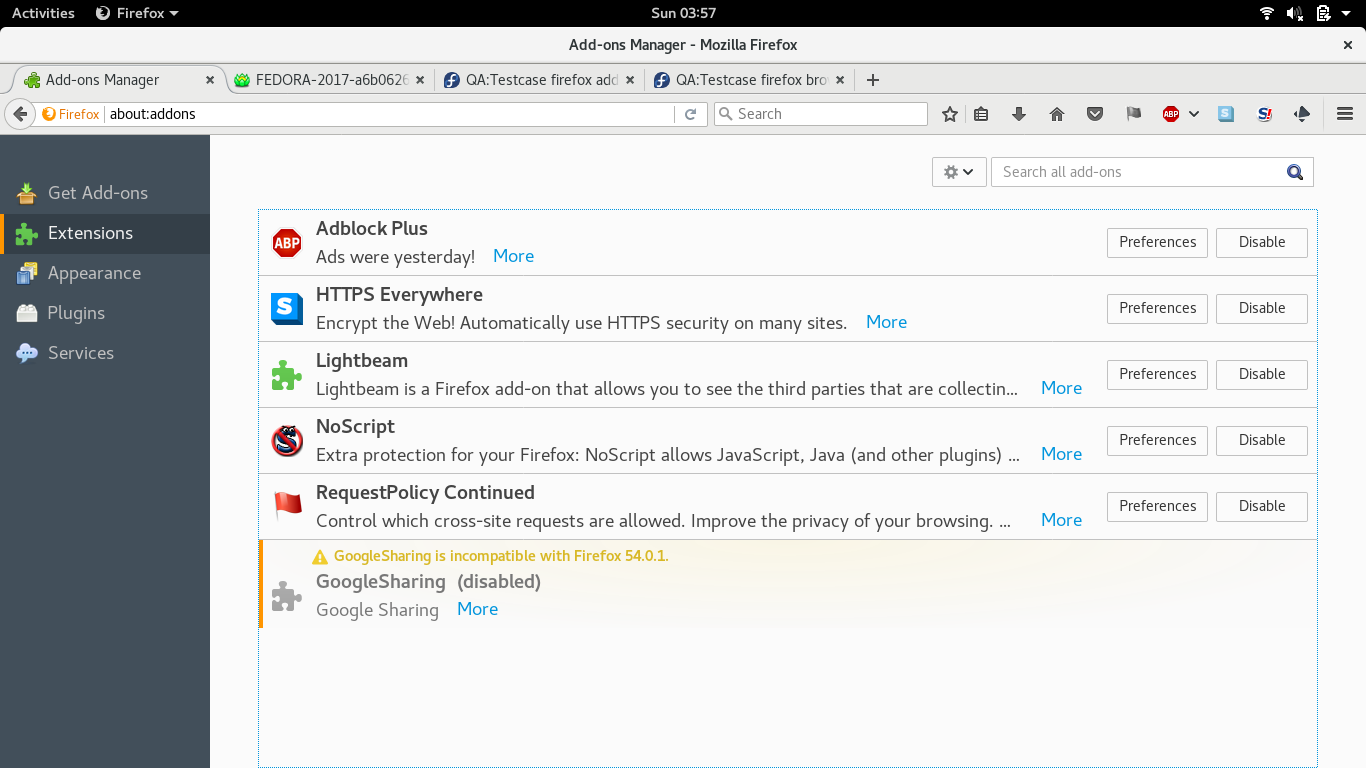 Activities Firefox Sun 03:57
Add-ons Manager - Mozilla Firefox
Add-ons Manager FEDORA-2017-a6b0626 QA:Testcase firefox add QA:Testcase firefox bro
Firefox about:addons Search ABP S S!
Search all add-ons
Get Add-ons
Extensions
Appearance
Plugins
Services
ABP Adblock Plus
Ads were yesterday! More Preferences Disable
S HTTPS Everywhere
Encrypt the Web! Automatically use HTTPS security on many sites. More Preferences Disable
Lightbeam
Lightbeam is a Firefox add-on that allows you to see the third parties that are collectin... More Preferences Disable
NoScript
Extra protection for your Firefox: NoScript allows JavaScript, Java (and other plugins) ... More Preferences Disable
RequestPolicy Continued
Control which cross-site requests are allowed. Improve the privacy of your browsing. ... More Preferences Disable
GoogleSharing is incompatible with Firefox 54.0.1.
GoogleSharing (disabled)
Google Sharing More